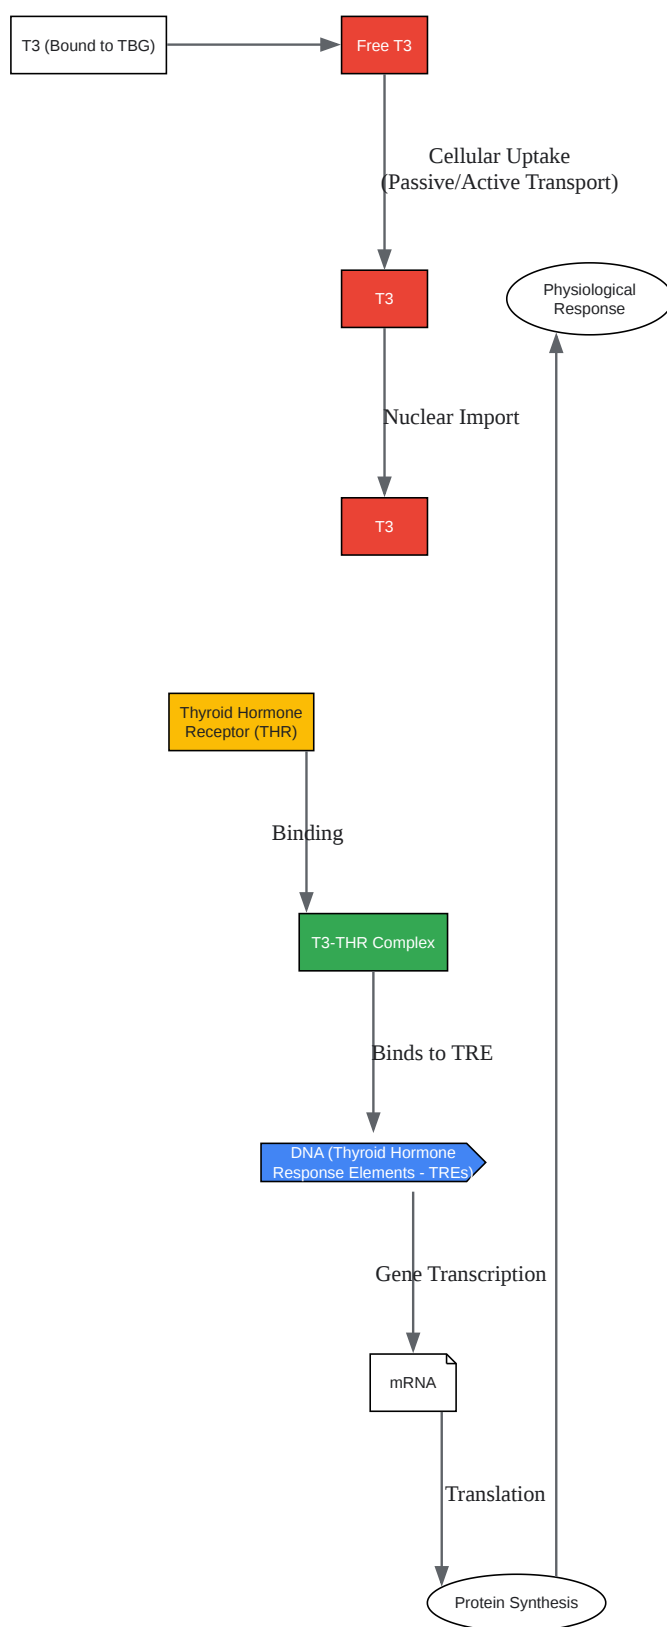 T3 (Bound to TBG)
Free T3
Cellular Uptake
(Passive/Active Transport)
T3
Physiological
Response
Nuclear Import
T3
Thyroid Hormone
Receptor (THR)
Binding
T3-THR Complex
Binds to TRE
DNA (Thyroid Hormone
Response Elements - TREs)
Gene Transcription
mRNA
Translation
Protein Synthesis